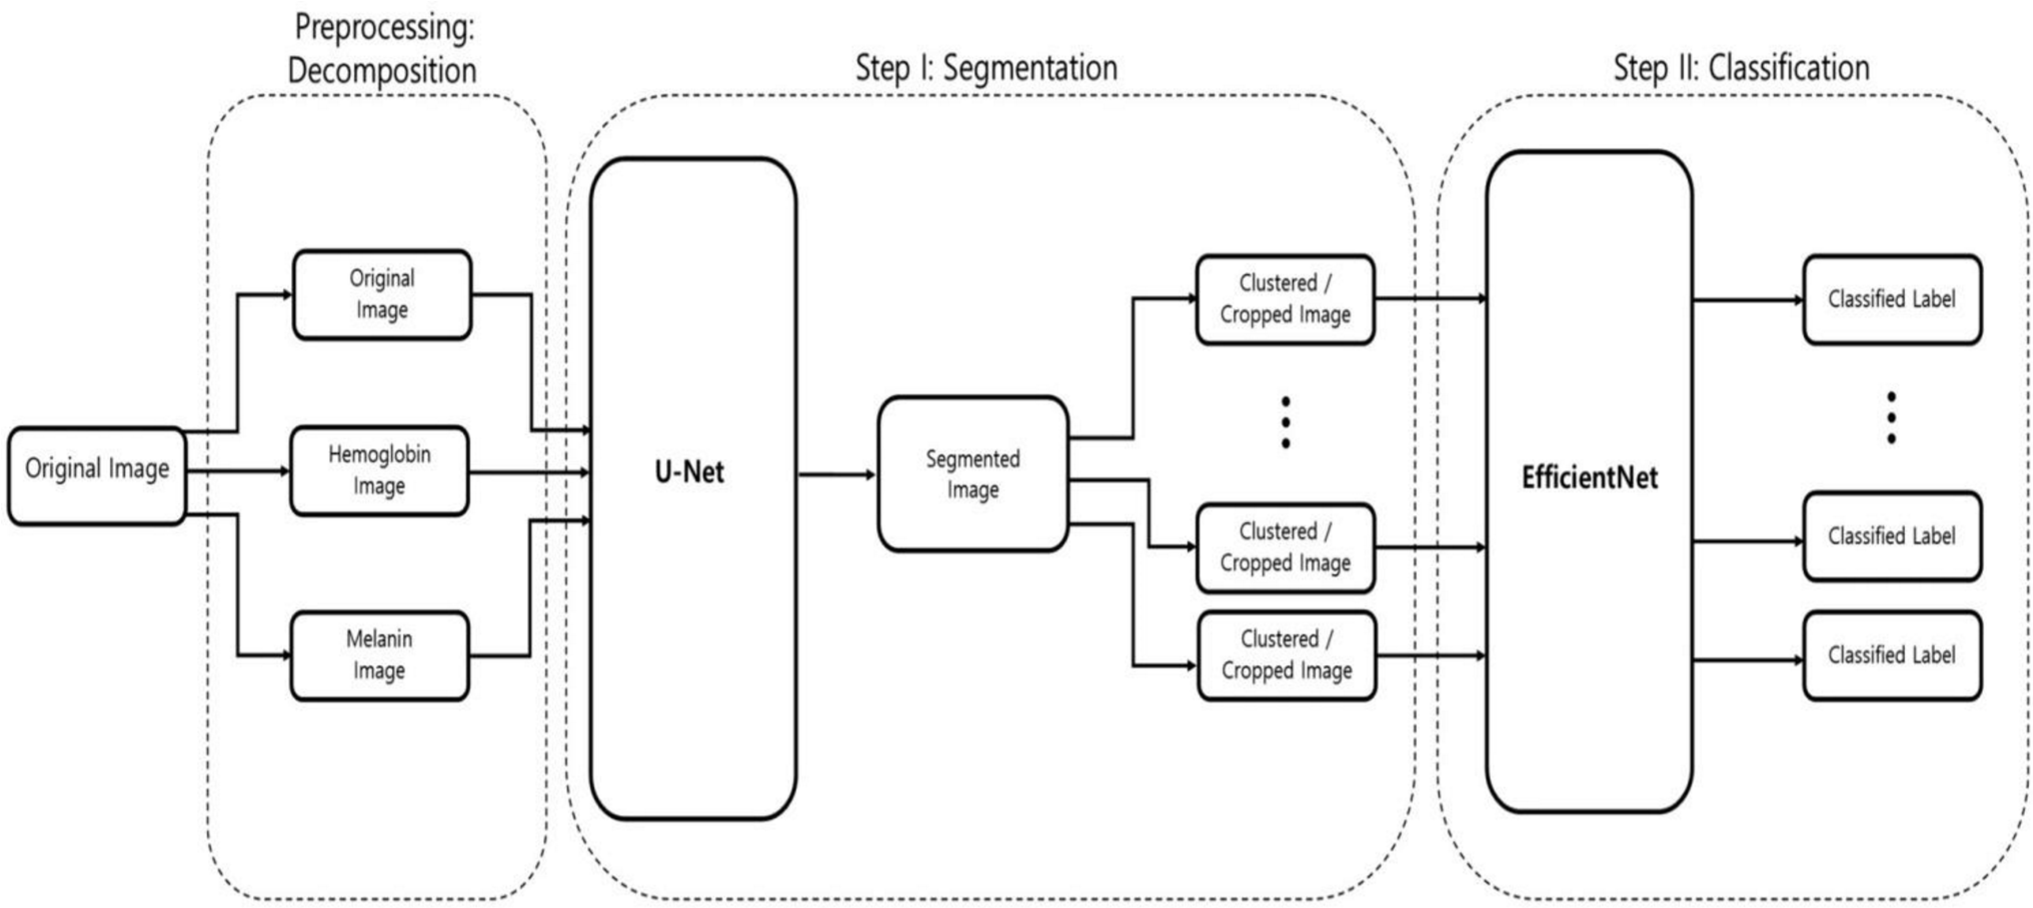 Preprocessing:
Decomposition
Step I: Segmentation
Step II: Classification
Original Image
Original
Image
Hemoglobin
Image
Melanin
Image
U-Net
Segmented
Image
Clustered /
Cropped Image
Clustered /
Cropped Image
Clustered /
Cropped Image
EfficientNet
Classified Label
Classified Label
Classified Label